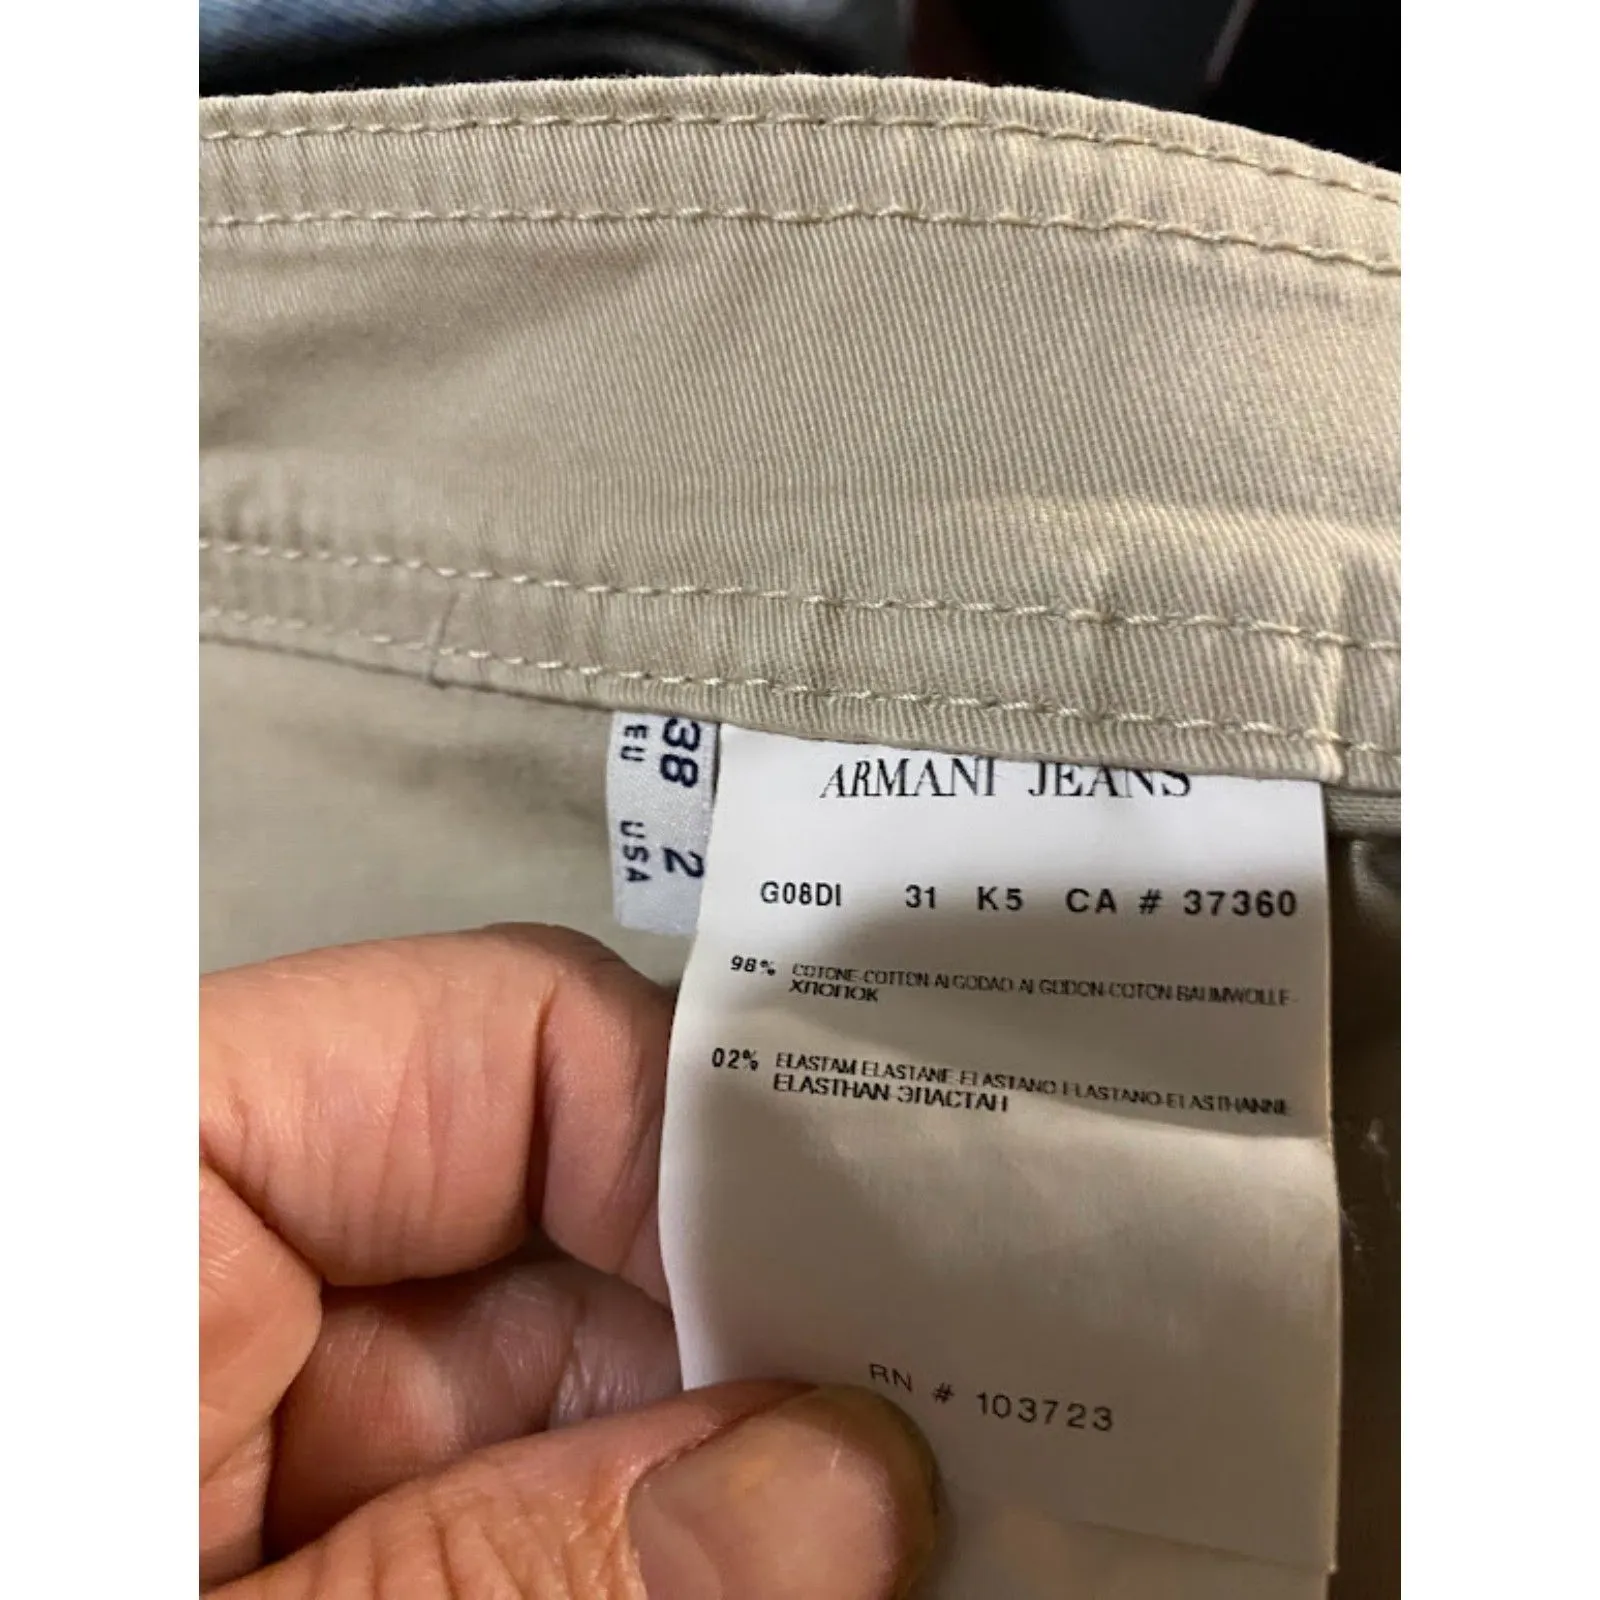 38 2
EU USA
ARMANI JEANS
G08DI 31 K5 CA # 37360
98% COTONE-COTTON-ALGODAO-ALGODON-COTON-BAUMWOLLE-
ХЛОПОК
02% ELASTAM ELASTANE-ELASTANO ELASTANO-ELASTHANNE
ELASTHAN-ЭЛАСТАН
RN # 103723